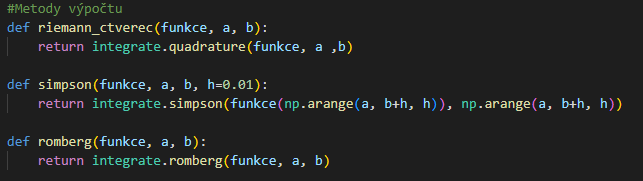 #Metody výpočtu
def riemann_ctverec(funkce, a, b):
    return integrate.quadrature(funkce, a ,b)
def simpson(funkce, a, b, h=0.01):
    return integrate.simpson(funkce(np.arange(a, b+h, h)), np.arange(a, b+h, h))
def romberg(funkce, a, b):
    return integrate.romberg(funkce, a, b)